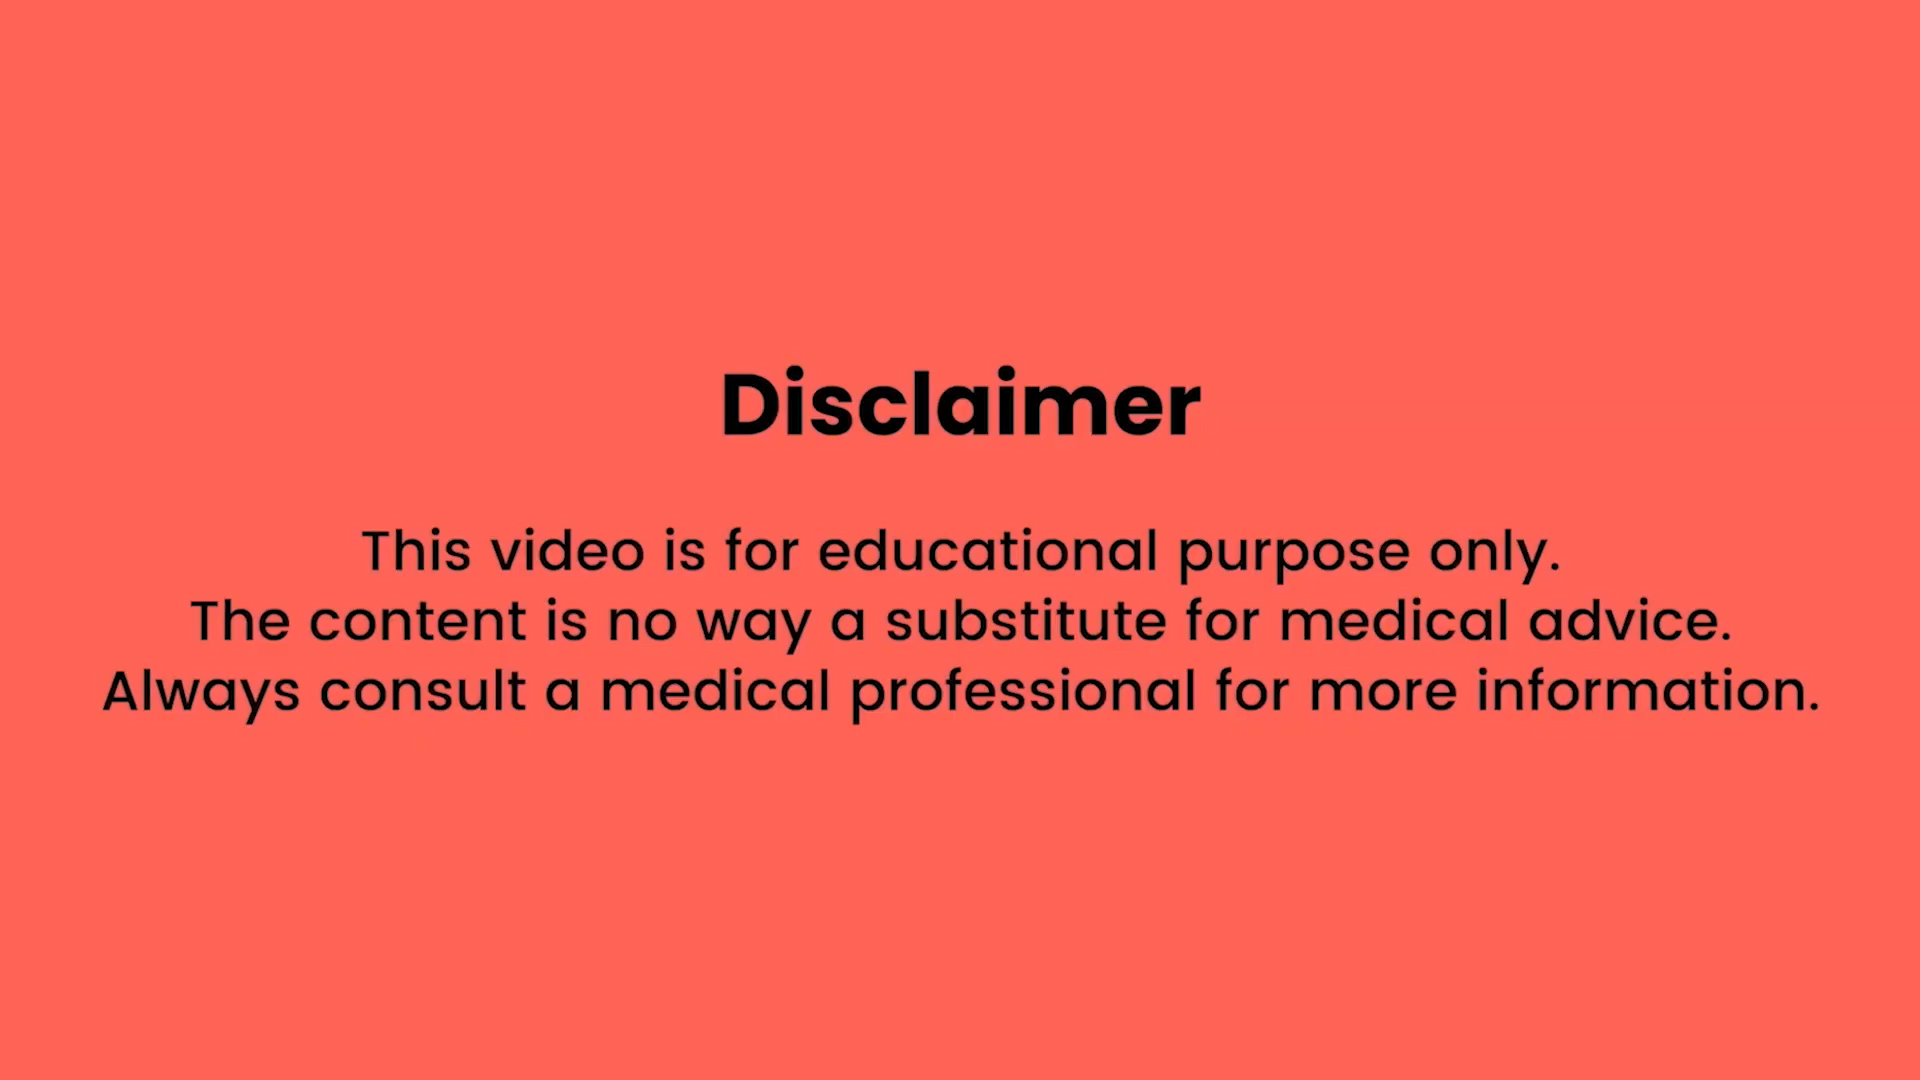 Disclaimer
This video is for educational purpose only.
The content is no way a substitute for medical advice.
Always consult a medical professional for more information.